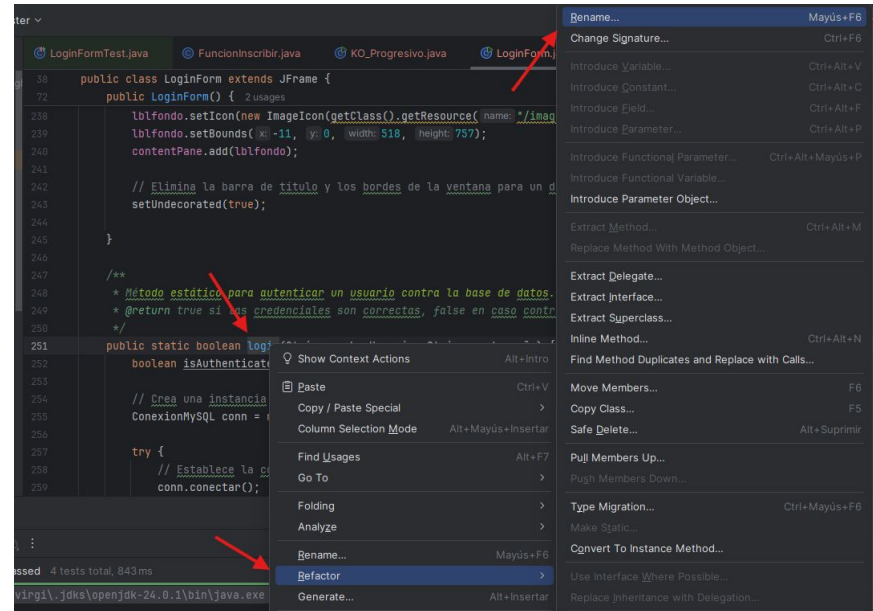 ster
LoginFormTest.java
FuncionInscribir.java
KO_Progresivo.java
LoginForm.j
38 public class LoginForm extends JFrame {
72 public LoginForm() { 2 usages
238 lblfondo.setIcon(new ImageIcon(getClass().getResource( name: "/imag
239 lblfondo.setBounds( x: -11, y: 0, width: 518, height: 757);
240 contentPane.add(lblfondo);
241
242 // Elimina la barra de titulo y los bordes de la ventana para un d
243 setUndecorated(true);
244
245 }
246
247 /**
248 * Método estático para autenticar un usuario contra la base de datos.
249 * @return true si las credenciales son correctas, false en caso contr
250 */
251 public static boolean logi
252 boolean isAuthenticate
253
254 // Crea una instancia
255 ConexionMySQL conn =
256
257 try {
258 // Establece la co
259 conn.conectar();
assed 4 tests total, 843 ms
virgi\.jdks\openjdk-24.0.1\bin\java.exe
Show Context Actions Alt+Intro
Paste Ctrl+V
Copy / Paste Special
Column Selection Mode Alt+Mayús+Insertar
Find Usages Alt+F7
Go To
Folding
Analyze
Rename... Mayús+F6
Refactor
Generate... Alt+Insertar
Rename... Mayús+F6
Change Signature... Ctrl+F6
Introduce Variable... Ctrl+Alt+V
Introduce Constant... Ctrl+Alt+C
Introduce Field... Ctrl+Alt+F
Introduce Parameter... Ctrl+Alt+P
Introduce Functional Parameter... Ctrl+Alt+Mayús+P
Introduce Functional Variable...
Introduce Parameter Object...
Extract Method... Ctrl+Alt+M
Replace Method With Method Object...
Extract Delegate...
Extract Interface...
Extract Superclass...
Inline Method... Ctrl+Alt+N
Find Method Duplicates and Replace with Calls...
Move Members... F6
Copy Class... F5
Safe Delete... Alt+Suprimir
Pull Members Up...
Push Members Down...
Type Migration... Ctrl+Mayús+F6
Make Static...
Convert To Instance Method...
Use Interface Where Possible...
Replace Inheritance with Delegation...